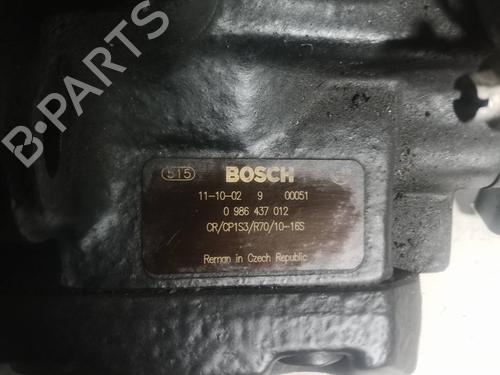 B-PARTS
515 BOSCH
11-10-02 9 00051
0 986 437 012
CR/CP1S3/R70/10-16S
Reman in Czech Republic